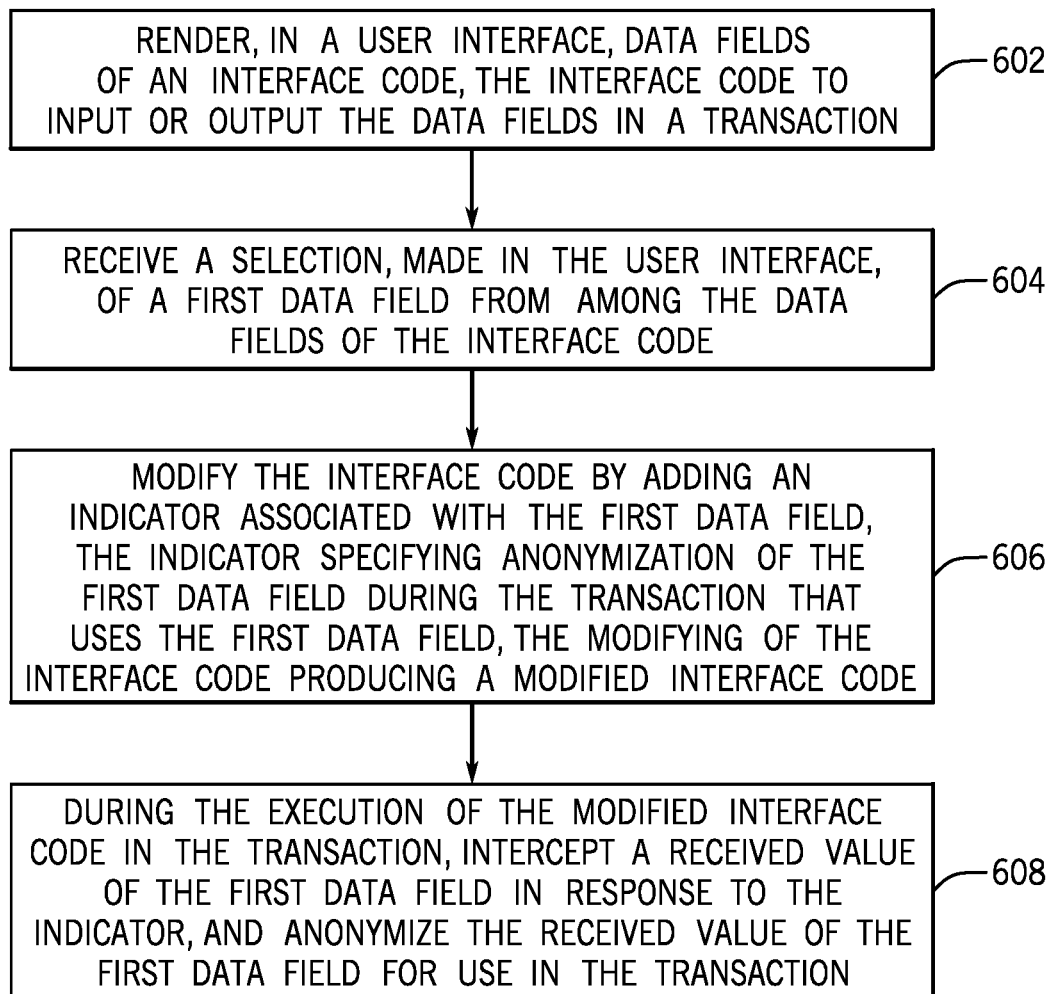 RENDER, IN A USER INTERFACE, DATA FIELDS
OF AN INTERFACE CODE, THE INTERFACE CODE TO
INPUT OR OUTPUT THE DATA FIELDS IN A TRANSACTION
602
RECEIVE A SELECTION, MADE IN THE USER INTERFACE,
OF A FIRST DATA FIELD FROM AMONG THE DATA
FIELDS OF THE INTERFACE CODE
604
MODIFY THE INTERFACE CODE BY ADDING AN
INDICATOR ASSOCIATED WITH THE FIRST DATA FIELD,
THE INDICATOR SPECIFYING ANONYMIZATION OF THE
FIRST DATA FIELD DURING THE TRANSACTION THAT
USES THE FIRST DATA FIELD, THE MODIFYING OF THE
INTERFACE CODE PRODUCING A MODIFIED INTERFACE CODE
606
DURING THE EXECUTION OF THE MODIFIED INTERFACE
CODE IN THE TRANSACTION, INTERCEPT A RECEIVED VALUE
OF THE FIRST DATA FIELD IN RESPONSE TO THE
INDICATOR, AND ANONYMIZE THE RECEIVED VALUE OF THE
FIRST DATA FIELD FOR USE IN THE TRANSACTION
608